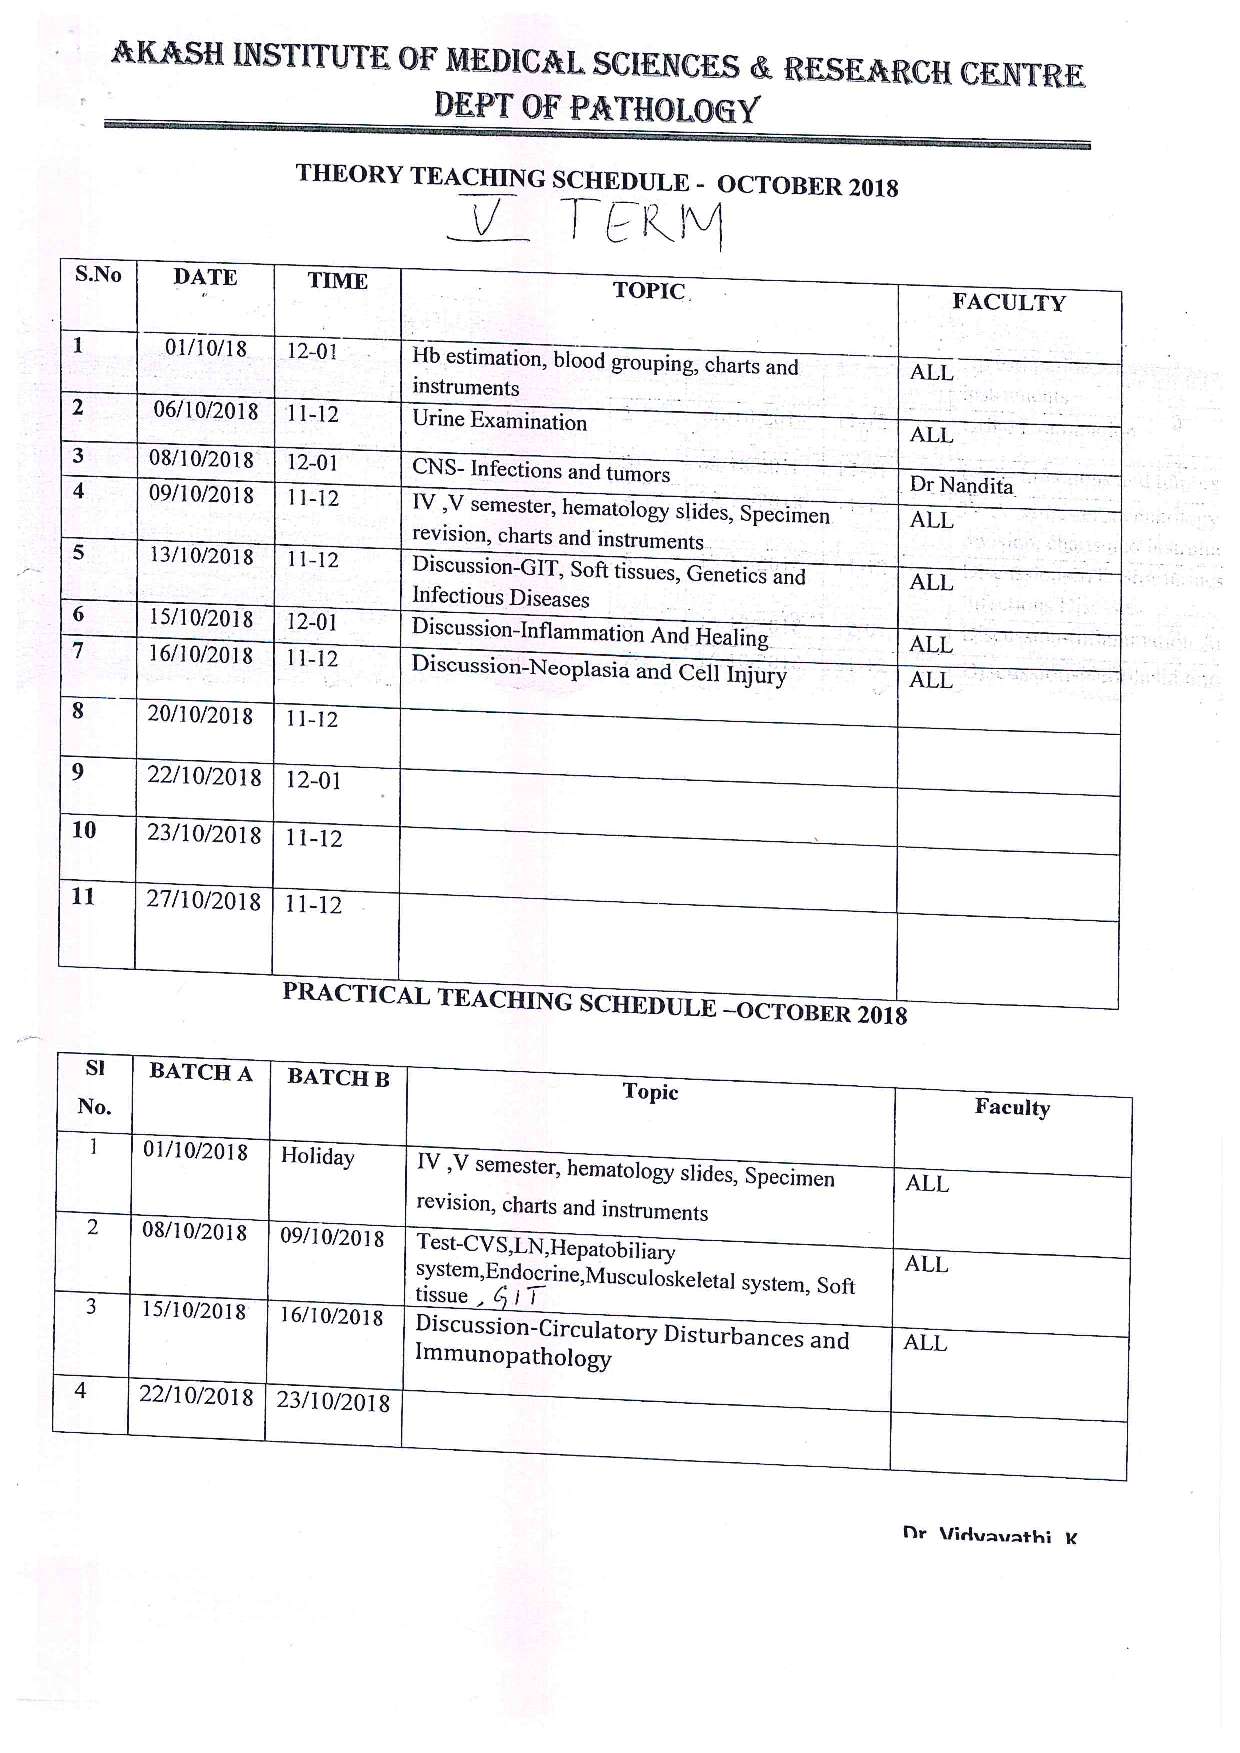 AKASH INSTITUTE OF MEDICAL SCIENCES & RESEARCH CENTRE
DEPT OF PATHOLOGY
THEORY TEACHING SCHEDULE - OCTOBER 2018
V TERM
S.No DATE TIME TOPIC FACULTY
1 01/10/18 12-01 Hb estimation, blood grouping, charts and ALL
instruments
2 06/10/2018 11-12 Urine Examination ALL
3 08/10/2018 12-01 CNS- Infections and tumors Dr Nandita
4 09/10/2018 11-12 IV ,V semester, hematology slides, Specimen ALL
revision, charts and instruments
5 13/10/2018 11-12 Discussion-GIT, Soft tissues, Genetics and ALL
Infectious Diseases
6 15/10/2018 12-01 Discussion-Inflammation And Healing ALL
7 16/10/2018 11-12 Discussion-Neoplasia and Cell Injury ALL
8 20/10/2018 11-12
9 22/10/2018 12-01
10 23/10/2018 11-12
11 27/10/2018 11-12
PRACTICAL TEACHING SCHEDULE –OCTOBER 2018
Sl BATCH A BATCH B Topic Faculty
No.
1 01/10/2018 Holiday IV ,V semester, hematology slides, Specimen ALL
revision, charts and instruments
2 08/10/2018 09/10/2018 Test-CVS,LN,Hepatobiliary ALL
system,Endocrine,Musculoskeletal system, Soft
tissue , GIT
3 15/10/2018 16/10/2018 Discussion-Circulatory Disturbances and ALL
Immunopathology
4 22/10/2018 23/10/2018
Dr Vidyavathi K